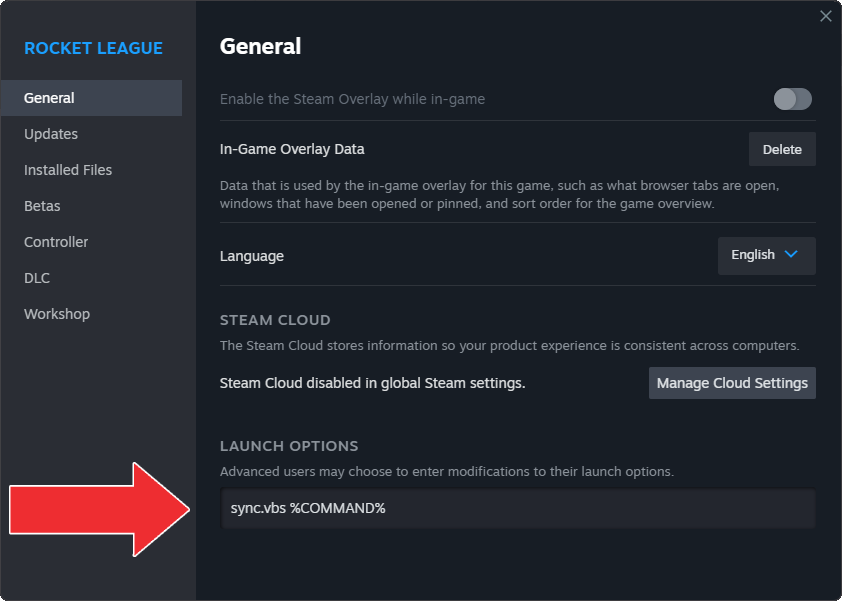 ROCKET LEAGUE
General
Updates
Installed Files
Betas
Controller
DLC
Workshop
General
Enable the Steam Overlay while in-game
In-Game Overlay Data
Delete
Data that is used by the in-game overlay for this game, such as what browser tabs are open,
windows that have been opened or pinned, and sort order for the game overview.
Language
English
STEAM CLOUD
The Steam Cloud stores information so your product experience is consistent across computers.
Steam Cloud disabled in global Steam settings.
Manage Cloud Settings
LAUNCH OPTIONS
Advanced users may choose to enter modifications to their launch options.
sync.vbs %COMMAND%